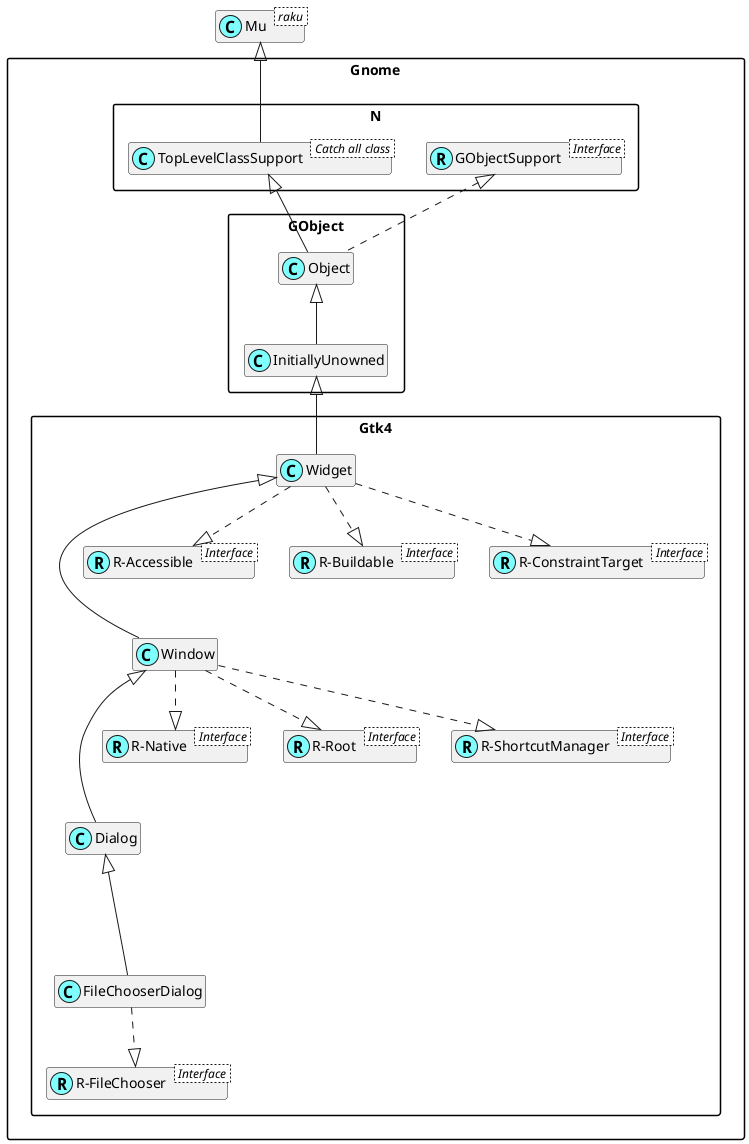 C Mu raku
Gnome
N
C TopLevelClassSupport Catch all class
R GObjectSupport Interface
GObject
C Object
C InitiallyUnowned
Gtk4
C Widget
R R-Accessible Interface
R R-Buildable Interface
R R-ConstraintTarget Interface
C Window
R R-Native Interface
R R-Root Interface
R R-ShortcutManager Interface
C Dialog
C FileChooserDialog
R R-FileChooser Interface